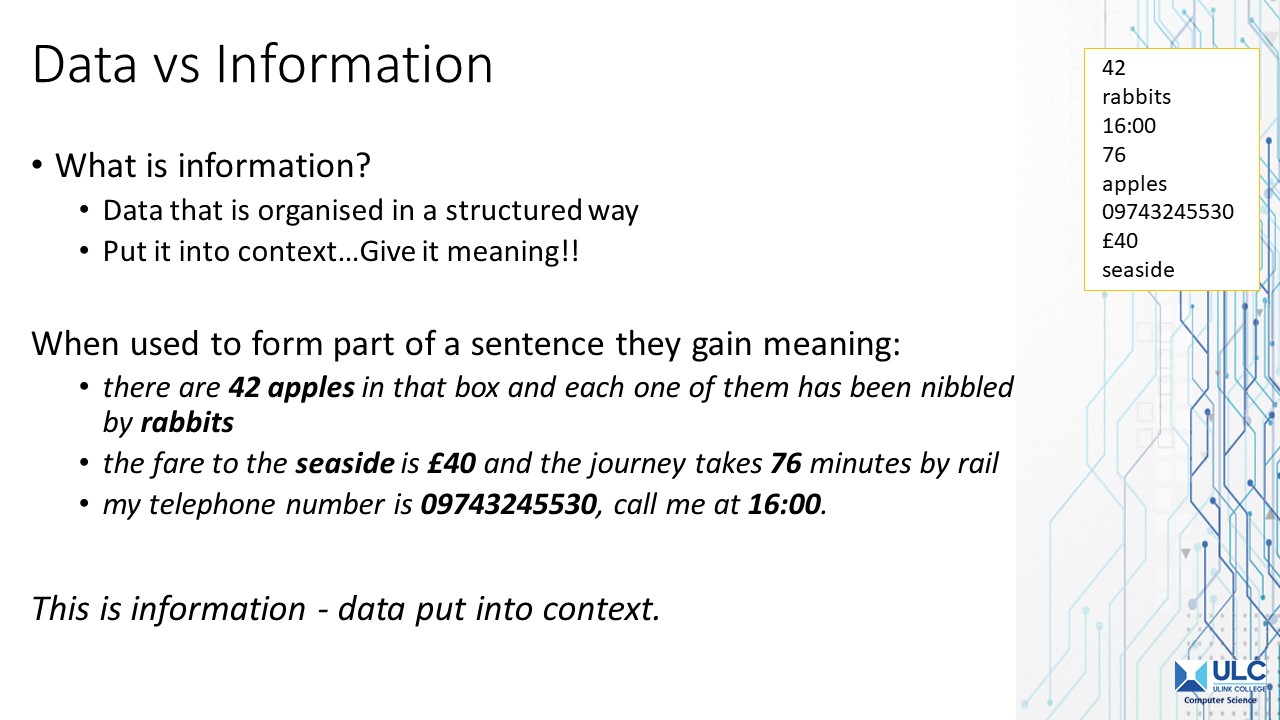 Data vs Information
42
rabbits
16:00
76
apples
09743245530
£40
seaside
• What is information?
• Data that is organised in a structured way
• Put it into context...Give it meaning!!
When used to form part of a sentence they gain meaning:
• there are 42 apples in that box and each one of them has been nibbled
by rabbits
• the fare to the seaside is £40 and the journey takes 76 minutes by rail
• my telephone number is 09743245530, call me at 16:00.
This is information - data put into context.
ULC
ULINK COLLEGE
Computer Science